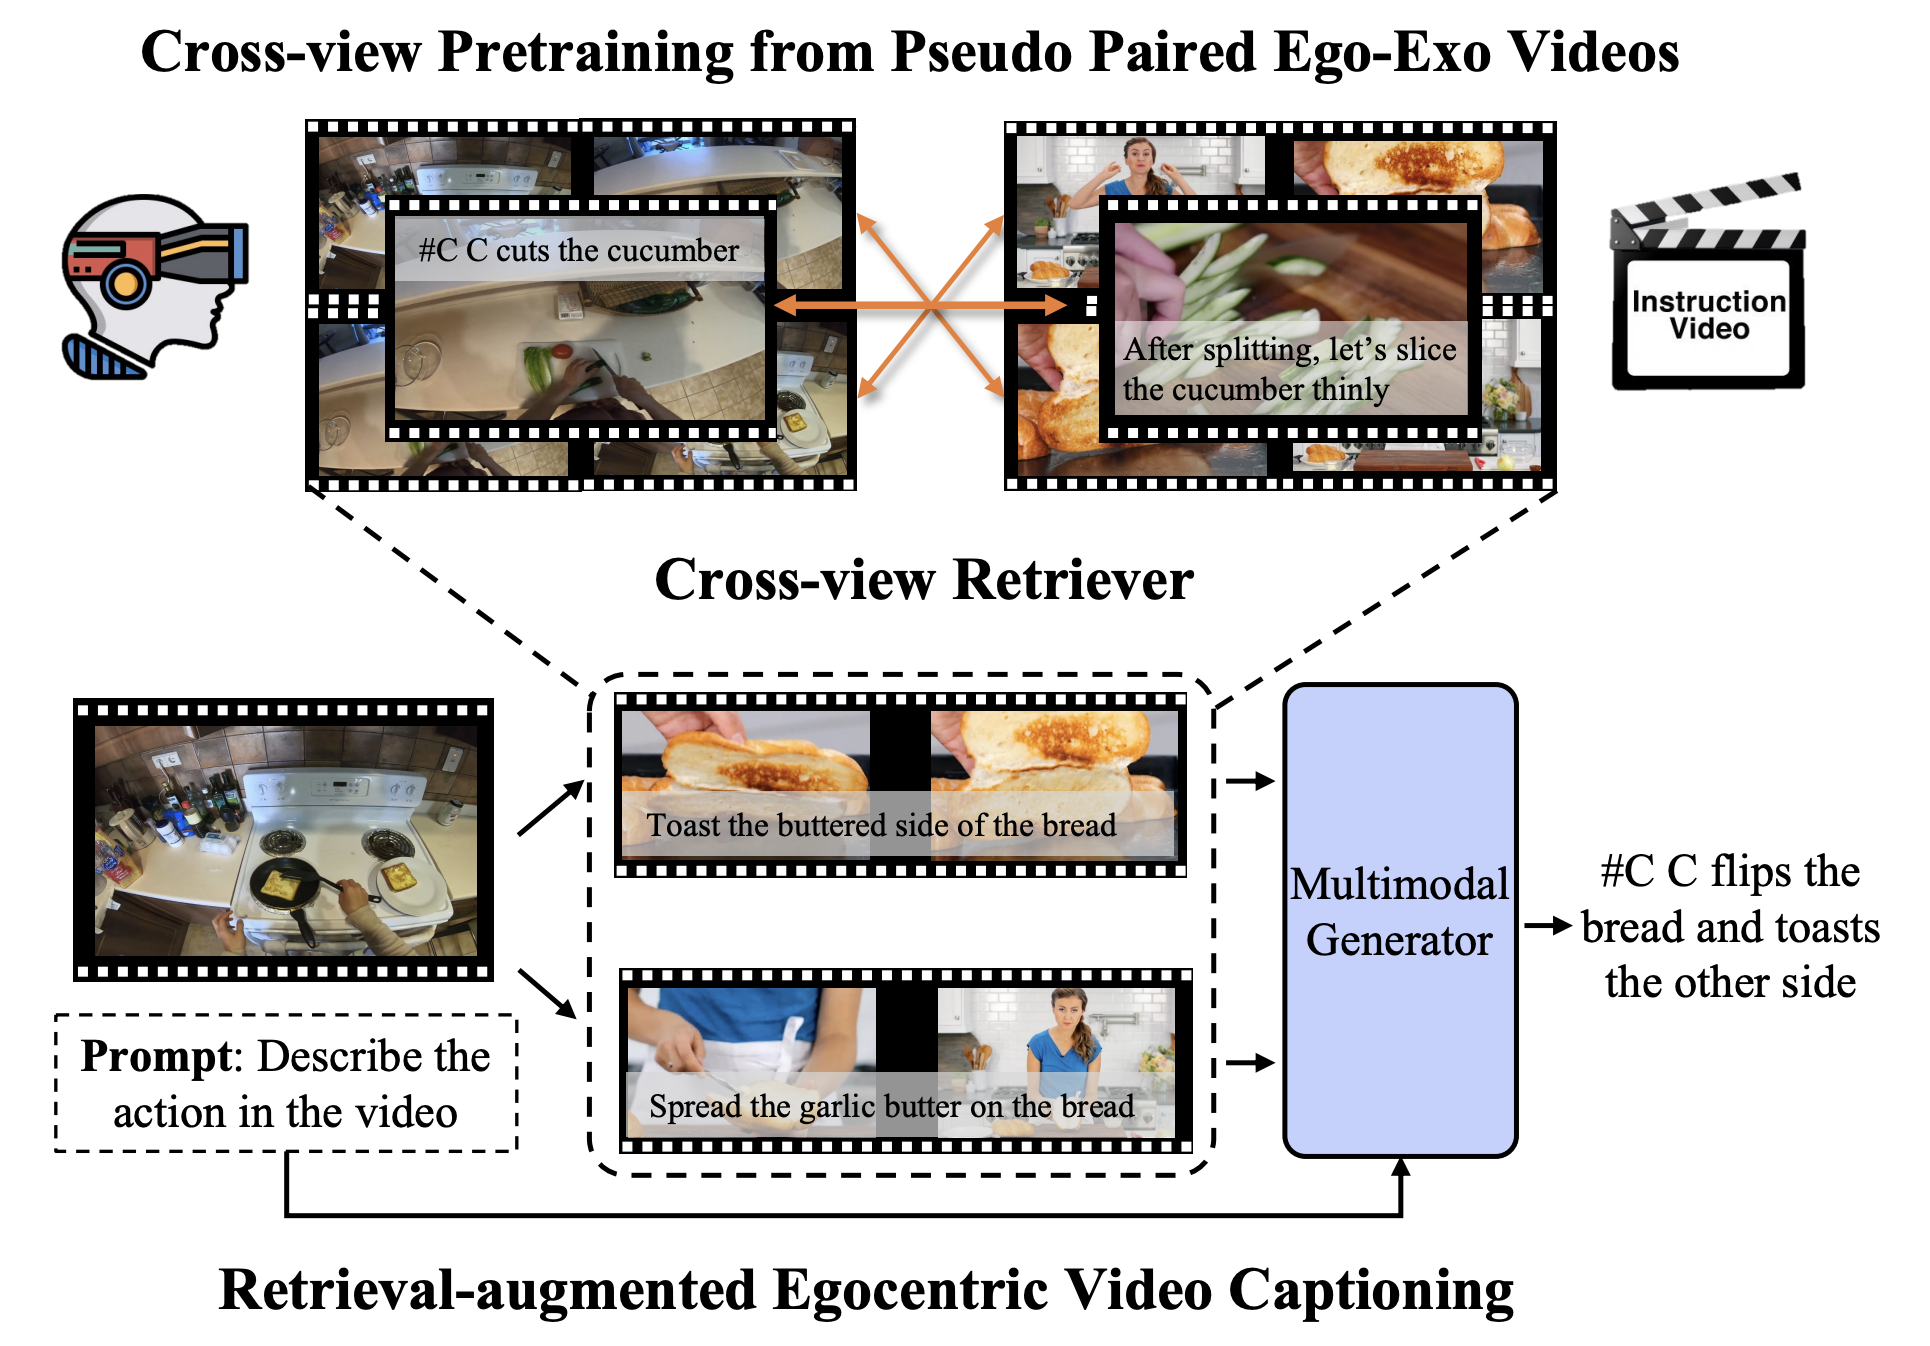 Cross-view Pretraining from Pseudo Paired Ego-Exo Videos
#C C cuts the cucumber
After splitting, let’s slice
the cucumber thinly
Instruction
Video
Cross-view Retriever
Toast the buttered side of the bread
Spread the garlic butter on the bread
Prompt: Describe the
action in the video
Multimodal
Generator
#C C flips the
bread and toasts
the other side
Retrieval-augmented Egocentric Video Captioning